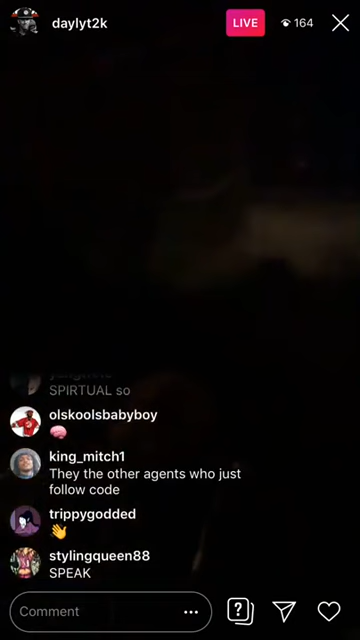 daylyt2k
LIVE
164
SPIRTUAL so
olskoolsbabyboy
🧠
king_mitch1
They the other agents who just
follow code
trippygodded
👋
stylingqueen88
SPEAK
Comment